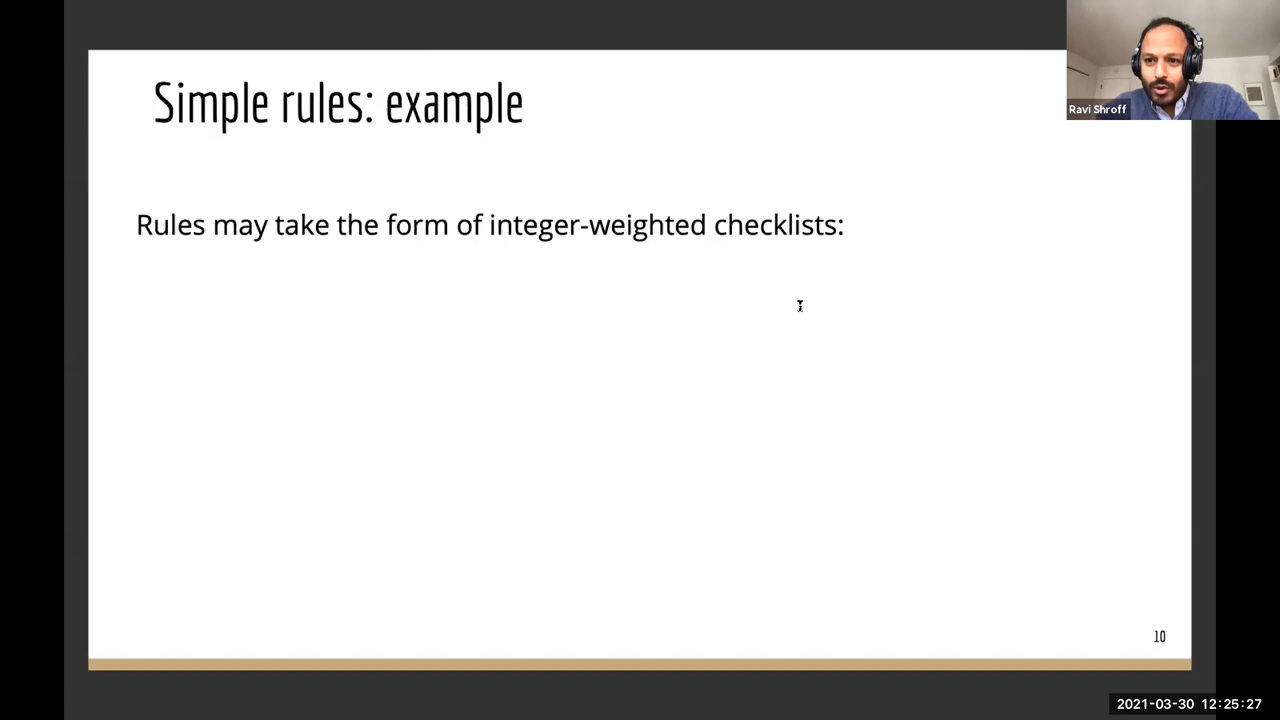 Simple rules: example
Ravi Shroff
Rules may take the form of integer-weighted checklists:
10
2021-03-30 12:25:27